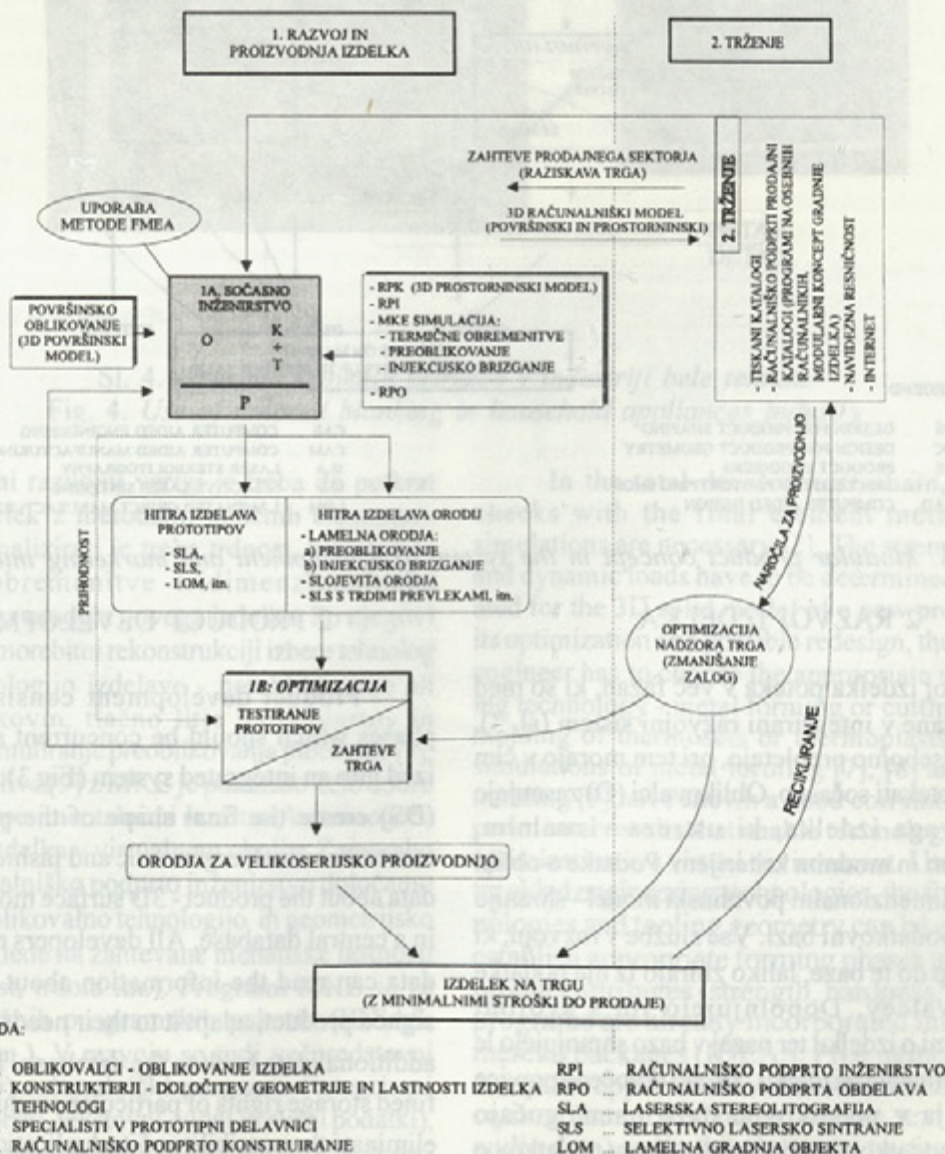 1. RAZVOJ IN
PROIZVODNJA IZDELKA
2. TRŽENJE
ZAHTEVE PRODAJNEGA SEKTORJA
(RAZISKAVA TRGA)
3D RAČUNALNIŠKI MODEL
(POVRŠINSKI IN PROSTORNINSKI)
2. TRŽENJE
- TISKANI KATALOGI
- RAČUNALNIŠKO PODPRTI PRODAJNI
KATALOGI (PROGRAMI NA OSEBNIH
RAČUNALNIKIH,
MODULARNI KONCEPT GRADNJE
IZDELKA)
- NAVIDEZNA RESNIČNOST
- INTERNET
UPORABA
METODE FMEA
POVRŠINSKO
OBLIKOVANJE
(3D POVRŠINSKI
MODEL)
1A. SOČASNO
INŽENIRSTVO
O
K
+
T
P
- RPK (3D PROSTORNINSKI MODEL)
- RPI
- MKE SIMULACIJA:
- TERMIČNE OBREMENITVE
- PREOBLIKOVANJE
- INJEKCIJSKO BRIZGANJE
- RPO
PRIREDNOST
HITRA IZDELAVA
PROTOTIPOV
- SLA,
- SLS,
- LOM, itn.
HITRA IZDELAVA ORODIJ
- LAMELNA ORODJA:
a) PREOBLIKOVANJE
b) INJEKCIJSKO BRIZGANJE
- SLOJEVITA ORODJA
- SLS S TRDIMI PREVLEKAMI, itn.
NAROČILA ZA PROIZVODNJO
OPTIMIZACIJA
NADZORA TRGA
(ZMANJŠANJE
ZALOG)
RECIKLIRANJE
1B: OPTIMIZACIJA
TESTIRANJE
PROTOTIPOV
ZAHTEVE
TRGA
ORODJA ZA VELIKOSERIJSKO PROIZVODNJO
IZDELEK NA TRGU
(Z MINIMALNIMI STROŠKI DO PRODAJE)
DA:
OBLIKOVALCI - OBLIKOVANJE IZDELKA
KONSTRUKTERJI - DOLOČITEV GEOMETRIJE IN LASTNOSTI IZDELKA
TEHNOLOGI
SPECIALISTI V PROTOTIPNI DELAVNICI
RAČUNALNIŠKO PODPRTO KONSTRUIRANJE
RPI ... RAČUNALNIŠKO PODPRTO INŽENIRSTVO
RPO ... RAČUNALNIŠKO PODPRTA OBDELAVA
SLA ... LASERSKA STEREOLITOGRAFIJA
SLS ... SELEKTIVNO LASERSKO SINTRANJE
LOM ... LAMELNA GRADNJA OBJEKTA